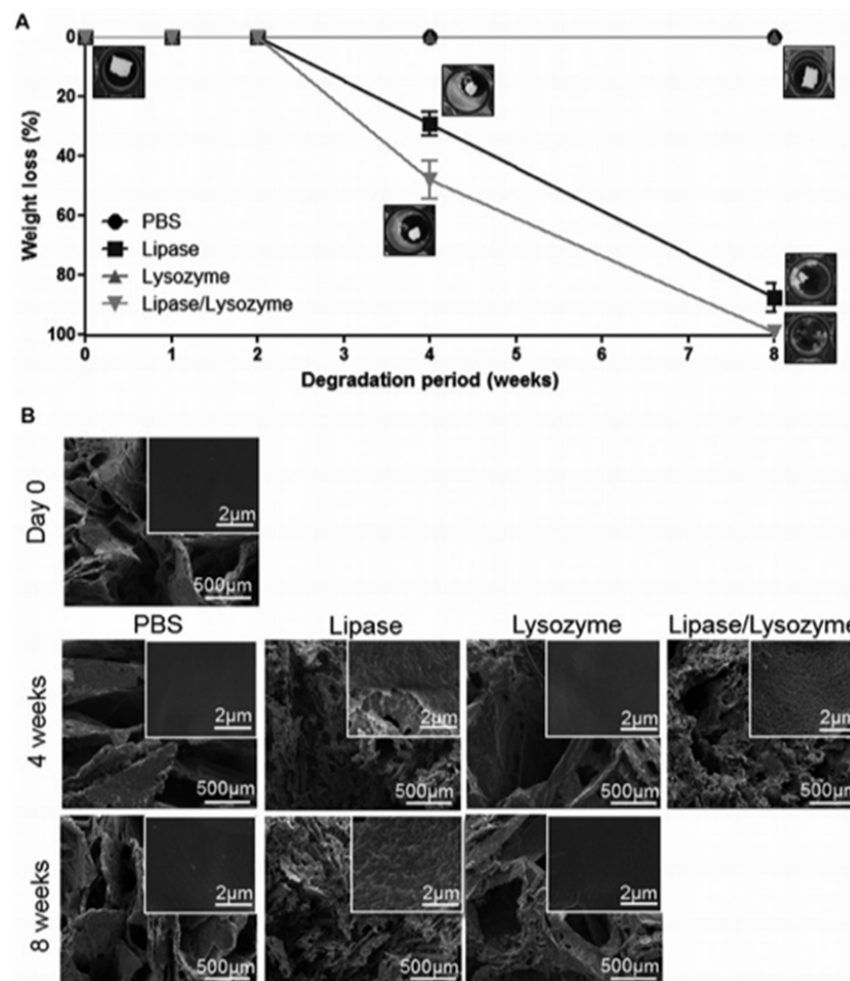 A
0
20
40
60
80
100
Weight loss (%)
PBS
Lipase
Lysozyme
Lipase/Lysozyme
0 1 2 3 4 5 6 7 8
Degradation period (weeks)
B
Day 0
2µm
500µm
PBS Lipase Lysozyme Lipase/Lysozyme
4 weeks
2µm 2µm 2µm 2µm
500µm 500µm 500µm 500µm
8 weeks
2µm 2µm 2µm
500µm 500µm 500µm